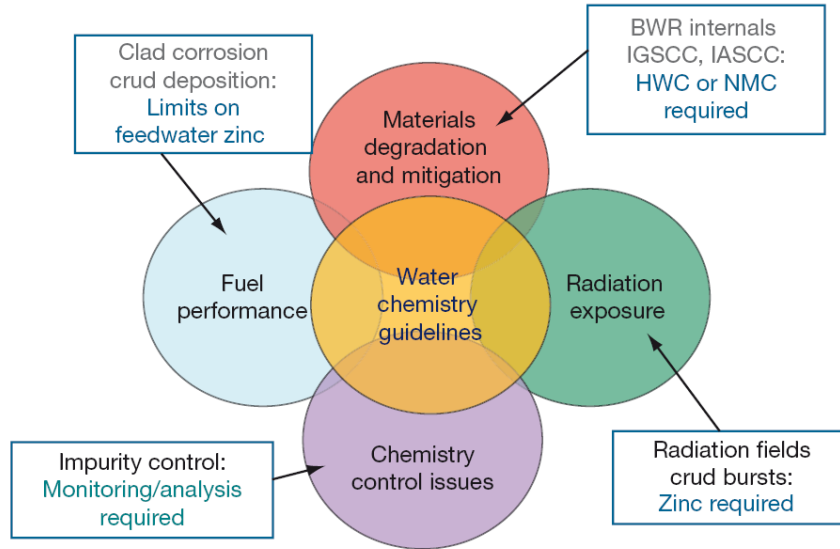 Clad corrosion
crud deposition:
Limits on
feedwater zinc
BWR internals
IGSCC, IASCC:
HWC or NMC
required
Materials
degradation
and mitigation
Fuel
performance
Water
chemistry
guidelines
Radiation
exposure
Chemistry
control issues
Impurity control:
Monitoring/analysis
required
Radiation fields
crud bursts:
Zinc required